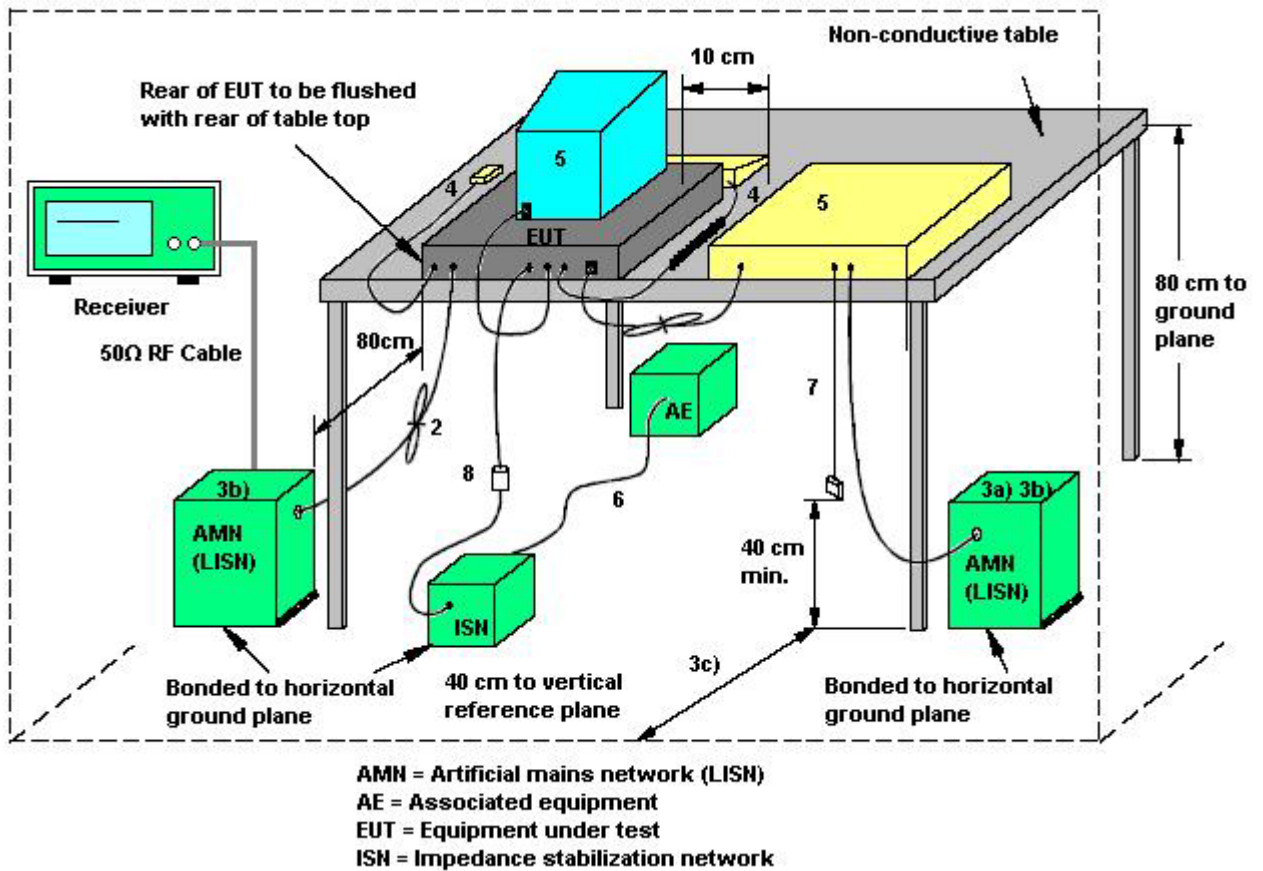 Non-conductive table
10 cm
Rear of EUT to be flushed
with rear of table top
5
4
4
5
EUT
Receiver
50Ω RF Cable
80cm
80 cm to
ground
plane
2
AE
7
8
6
3b)
AMN
(LISN)
3a) 3b)
AMN
(LISN)
40 cm
min.
ISN
3c)
Bonded to horizontal
ground plane
40 cm to vertical
reference plane
Bonded to horizontal
ground plane
AMN = Artificial mains network (LISN)
AE = Associated equipment
EUT = Equipment under test
ISN = Impedance stabilization network